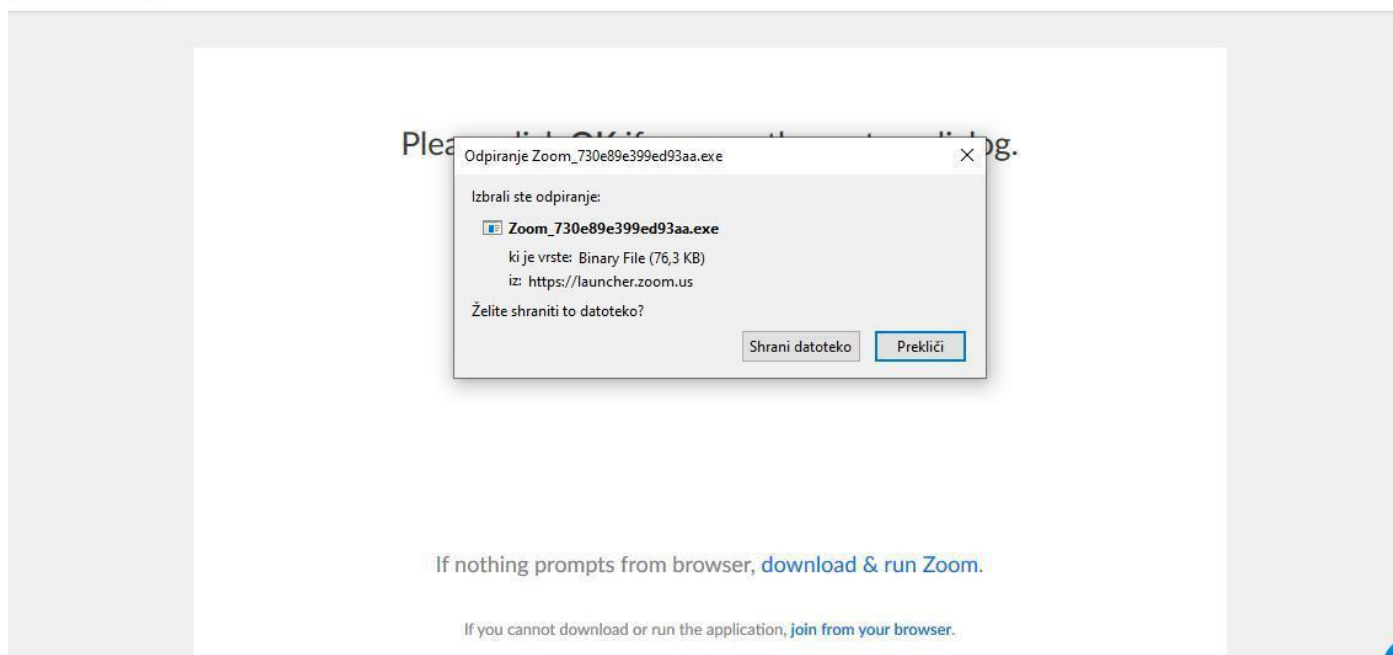 Plea
og.
Odpiranje Zoom_730e89e399ed93aa.exe
Izbrali ste odpiranje:
Zoom_730e89e399ed93aa.exe
ki je vrste: Binary File (76,3 KB)
iz: https://launcher.zoom.us
Želite shraniti to datoteko?
Shrani datoteko Prekliči
If nothing prompts from browser, download & run Zoom.
If you cannot download or run the application, join from your browser.